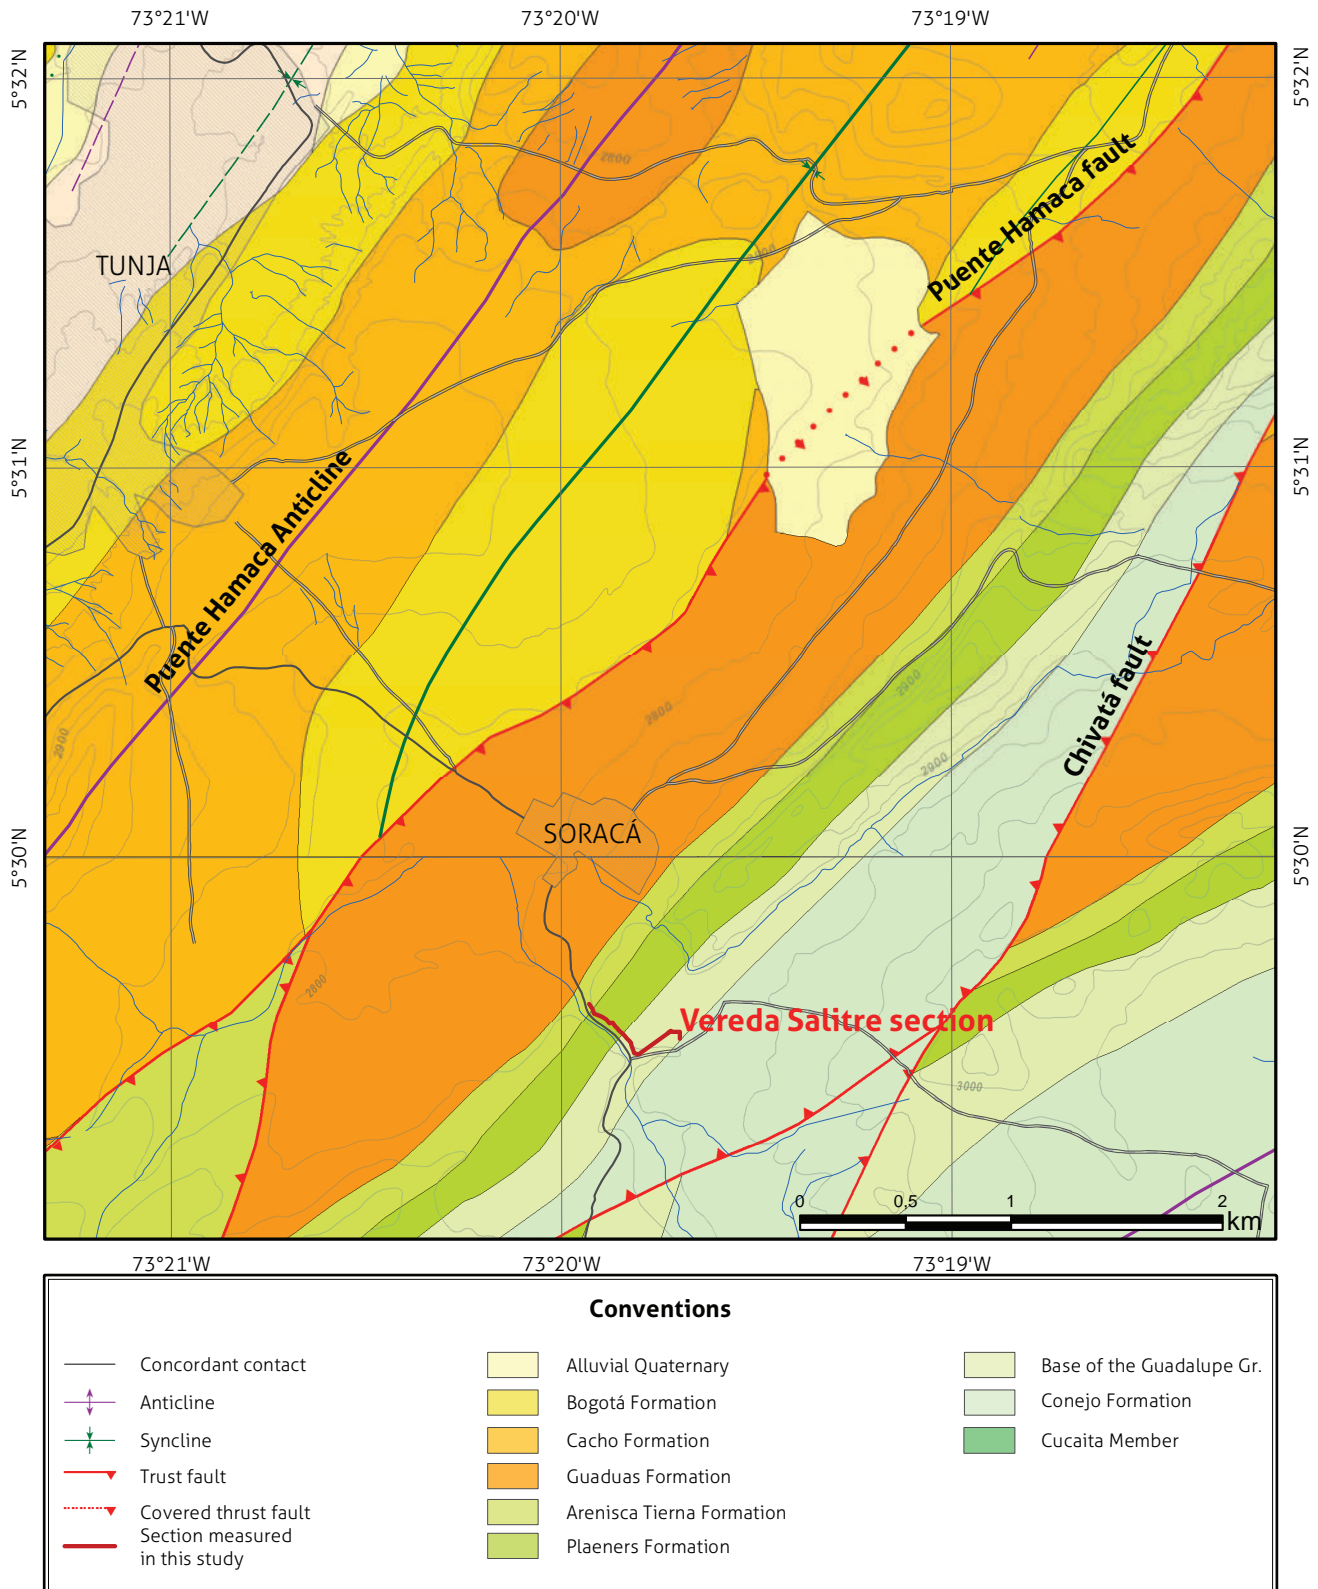 73°21'W 73°20'W 73°19'W
5°32'N
5°32'N
2800
Puente Hamaca fault
TUNJA
5°31'N
5°31'N
Puente Hamaca Anticline
2900
2800
2900
2900
Chivatá fault
SORACÁ
5°30'N
5°30'N
2800
Vereda Salitre section
3000
0 0,5 1 2
km
73°21'W 73°20'W 73°19'W
Conventions
Concordant contact
Anticline
Syncline
Trust fault
Covered thrust fault
Section measured
in this study
Alluvial Quaternary
Bogotá Formation
Cacho Formation
Guaduas Formation
Arenisca Tierna Formation
Plaeners Formation
Base of the Guadalupe Gr.
Conejo Formation
Cucaita Member